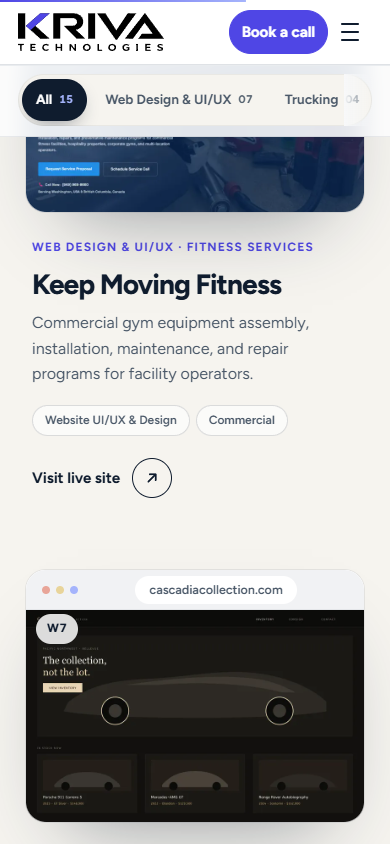 KRIVA
TECHNOLOGIES
Book a call
All 15
Web Design & UI/UX 07
Trucking 04
Request Service Proposal
Schedule Service Call
WEB DESIGN & UI/UX · FITNESS SERVICES
Keep Moving Fitness
Commercial gym equipment assembly,
installation, maintenance, and repair
programs for facility operators.
Website UI/UX & Design
Commercial
Visit live site
cascadiacollection.com
W7
The collection,
not the lot.
VIEW INVENTORY